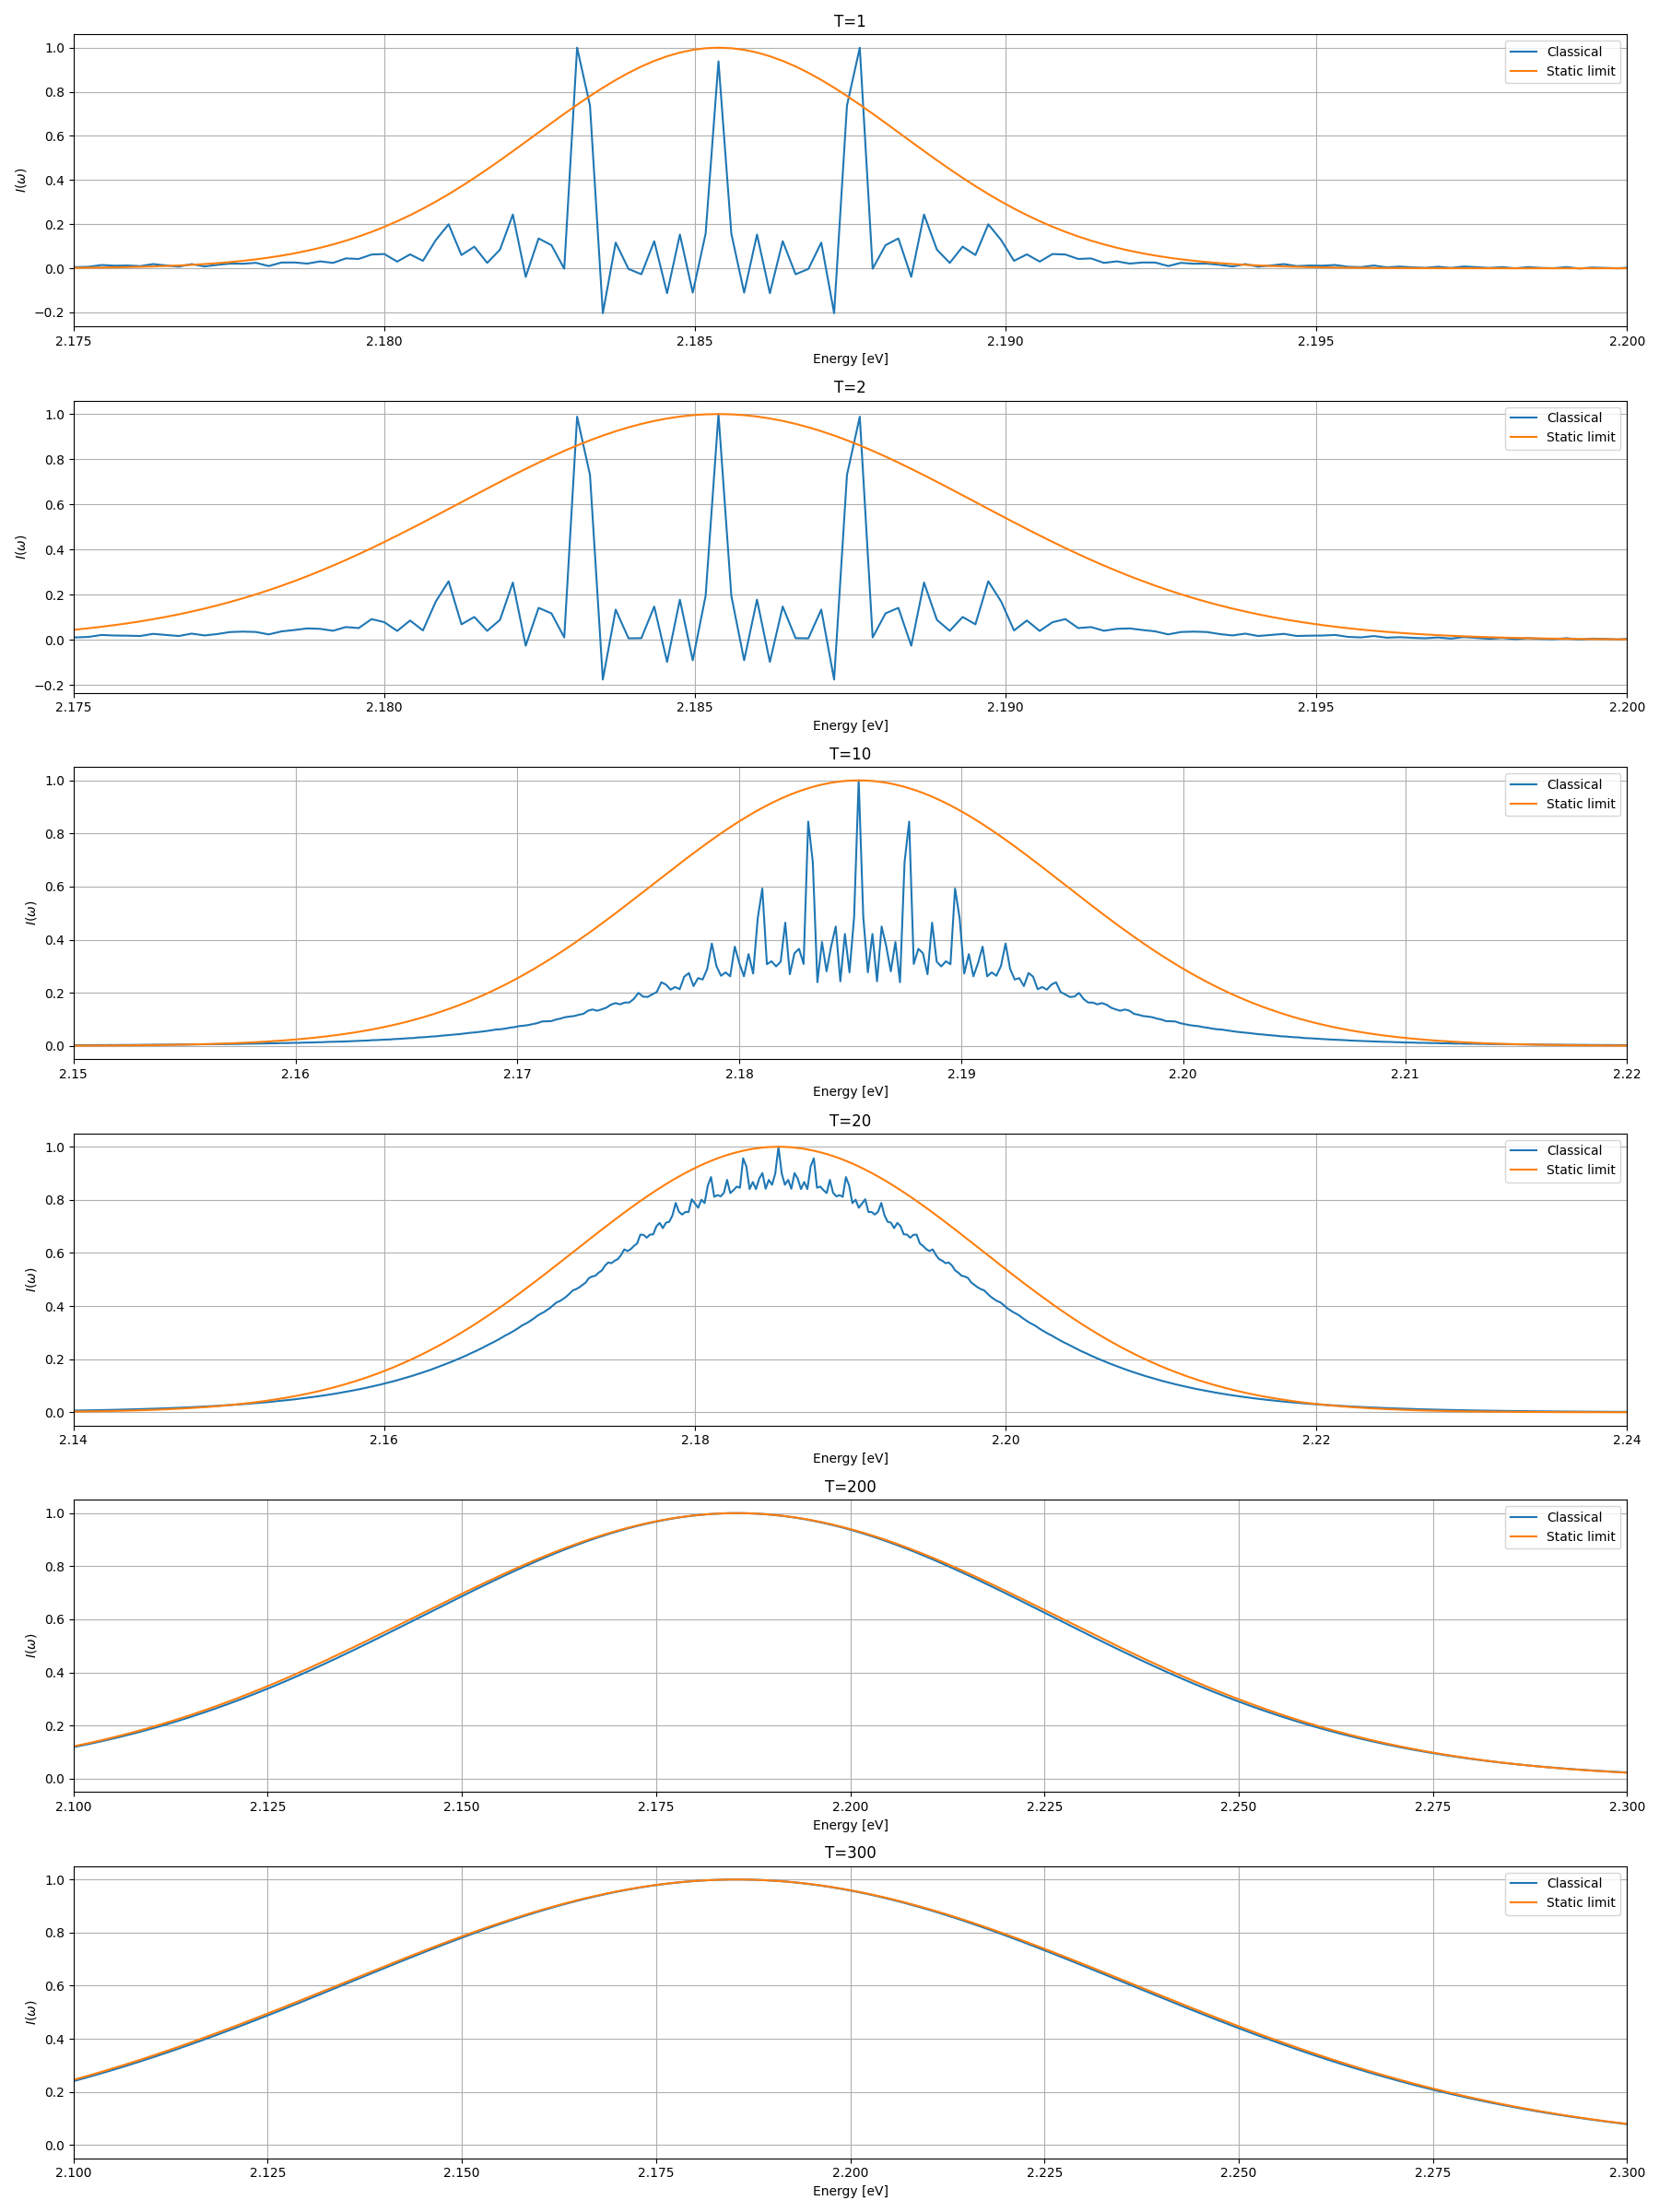 T=1
1.0
0.8
0.6
0.4
0.2
0.0
−0.2
I(ω)
Classical
Static limit
2.175 2.180 2.185 2.190 2.195 2.200
Energy [eV]
T=2
1.0
0.8
0.6
0.4
0.2
0.0
−0.2
I(ω)
Classical
Static limit
2.175 2.180 2.185 2.190 2.195 2.200
Energy [eV]
T=10
1.0
0.8
0.6
0.4
0.2
0.0
I(ω)
Classical
Static limit
2.15 2.16 2.17 2.18 2.19 2.20 2.21 2.22
Energy [eV]
T=20
1.0
0.8
0.6
0.4
0.2
0.0
I(ω)
Classical
Static limit
2.14 2.16 2.18 2.20 2.22 2.24
Energy [eV]
T=200
1.0
0.8
0.6
0.4
0.2
0.0
I(ω)
Classical
Static limit
2.100 2.125 2.150 2.175 2.200 2.225 2.250 2.275 2.300
Energy [eV]
T=300
1.0
0.8
0.6
0.4
0.2
0.0
I(ω)
Classical
Static limit
2.100 2.125 2.150 2.175 2.200 2.225 2.250 2.275 2.300
Energy [eV]